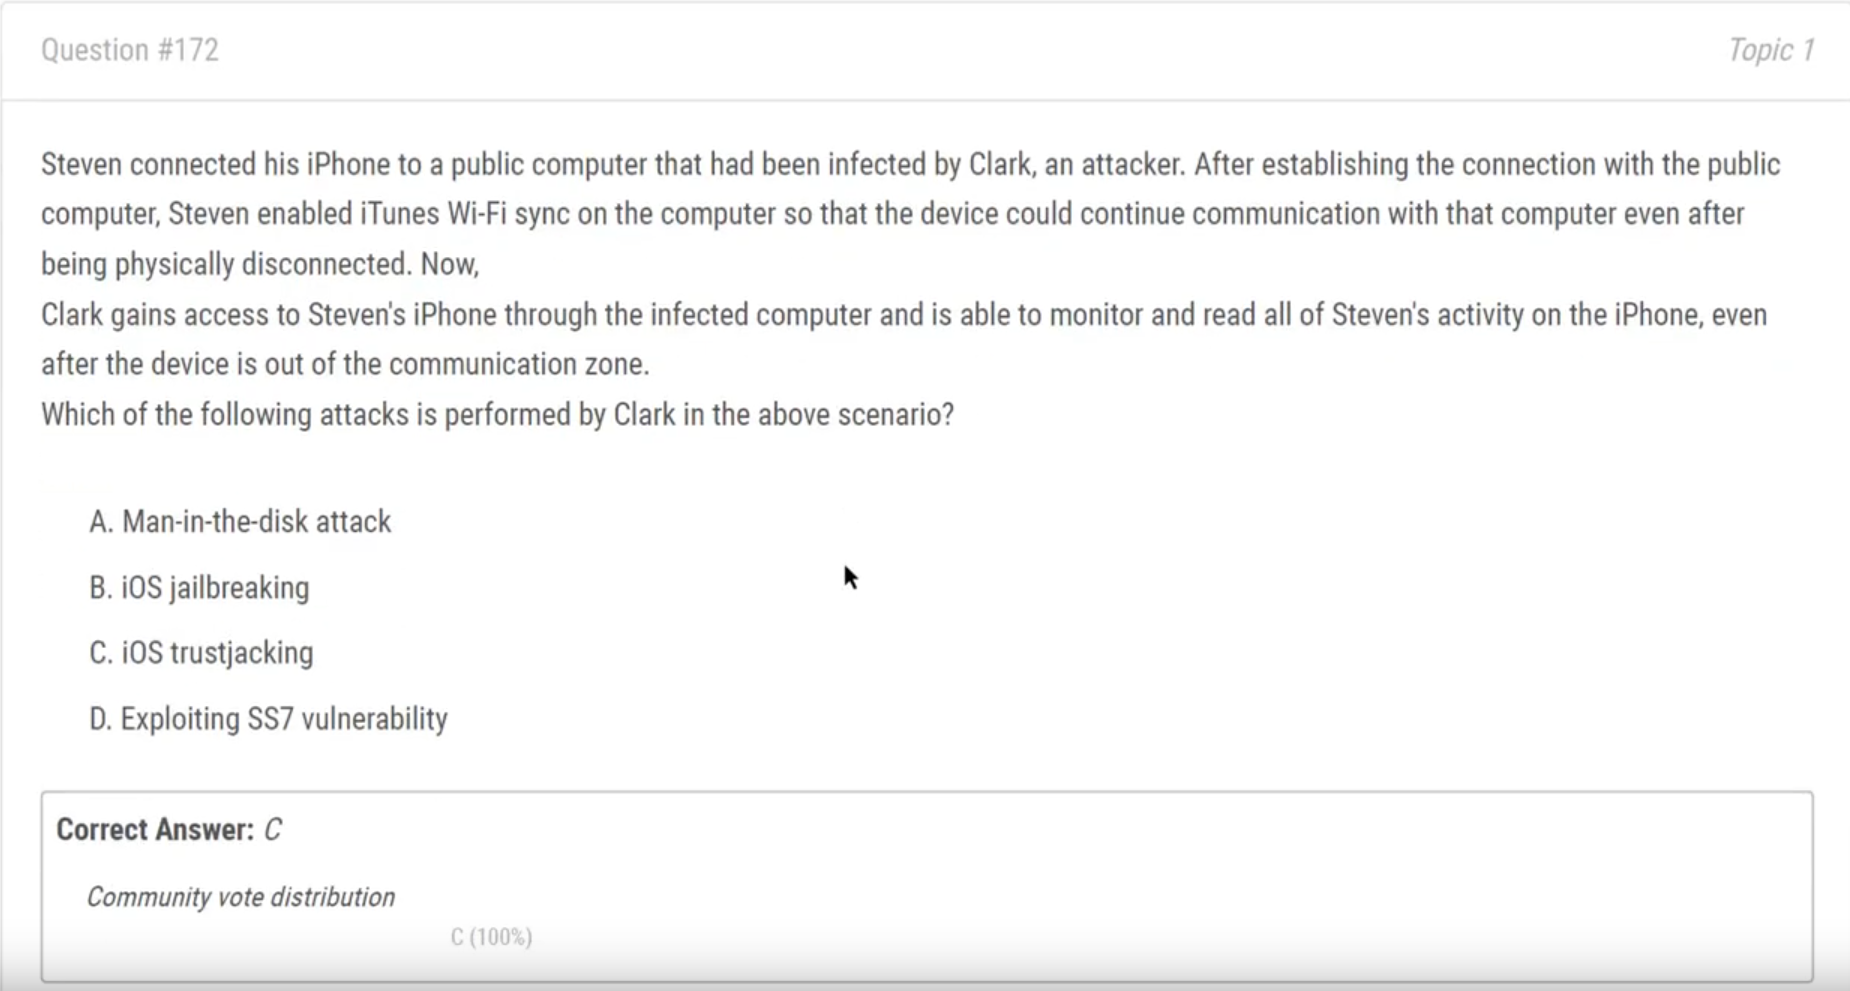 Question #172
Topic 1
Steven connected his iPhone to a public computer that had been infected by Clark, an attacker. After establishing the connection with the public
computer, Steven enabled iTunes Wi-Fi sync on the computer so that the device could continue communication with that computer even after
being physically disconnected. Now,
Clark gains access to Steven's iPhone through the infected computer and is able to monitor and read all of Steven's activity on the iPhone, even
after the device is out of the communication zone.
Which of the following attacks is performed by Clark in the above scenario?
A. Man-in-the-disk attack
B. iOS jailbreaking
C. iOS trustjacking
D. Exploiting SS7 vulnerability
Correct Answer: C
Community vote distribution
C (100%)